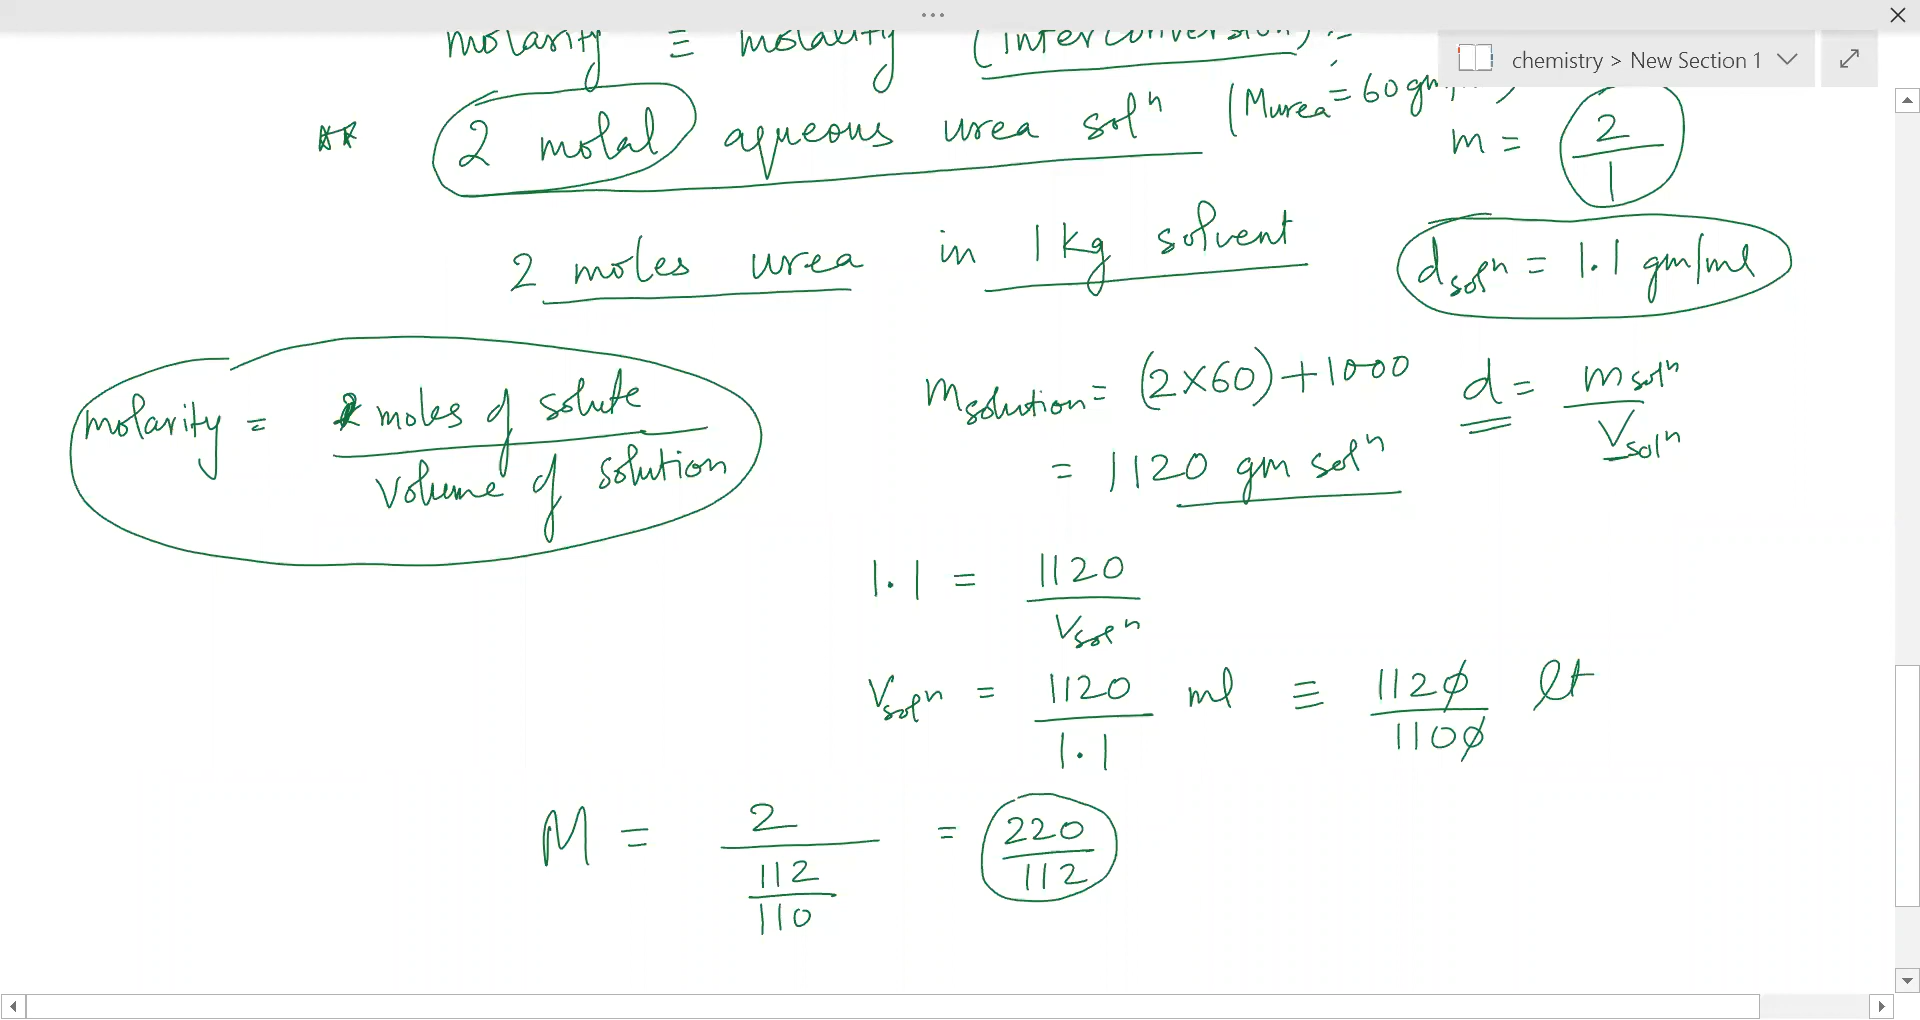 molarity ≡ molality (interconversion) :-
chemistry > New Section 1
** 2 molal aqueous urea solⁿ (Murea = 60 gm
m = 2/1
2 moles urea in 1 kg solvent
dsolⁿ = 1.1 gm/ml
molarity = moles of solute / volume of solution
msolution = (2×60)+1000
= 1120 gm solⁿ
d = msolⁿ / Vsolⁿ
1.1 = 1120 / Vsolⁿ
Vsolⁿ = 1120/1.1 ml ≡ 1120/1100 lt
M = 2/(112/110) = 220/112